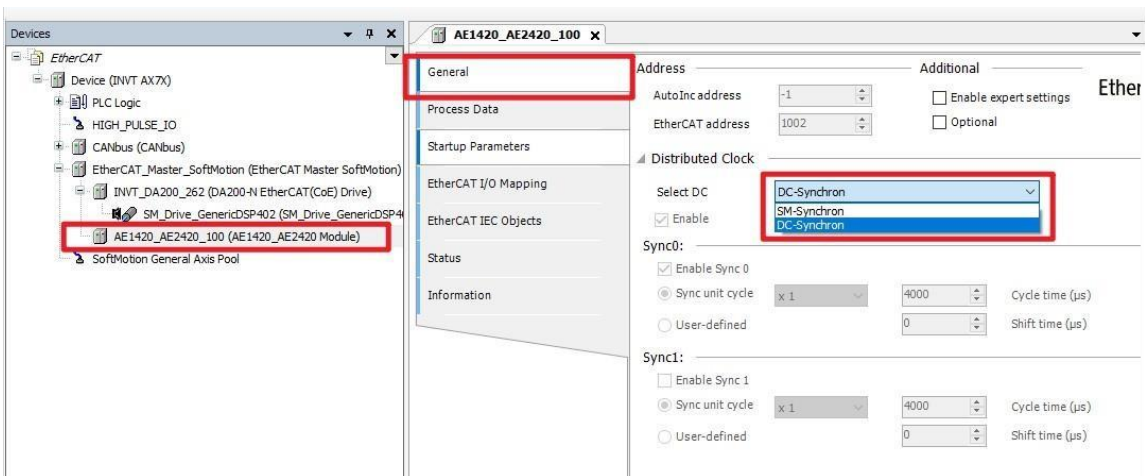 Devices
EtherCAT
Device (INVT AX7X)
PLC Logic
HIGH_PULSE_IO
CANbus (CANbus)
EtherCAT_Master_SoftMotion (EtherCAT Master SoftMotion)
INVT_DA200_262 (DA200-N EtherCAT(CoE) Drive)
SM_Drive_GenericDSP402 (SM_Drive_GenericDSP4
AE1420_AE2420_100 (AE1420_AE2420 Module)
SoftMotion General Axis Pool
AE1420_AE2420_100
General
Process Data
Startup Parameters
EtherCAT I/O Mapping
EtherCAT IEC Objects
Status
Information
Address
AutoInc address -1
EtherCAT address 1002
Additional
Enable expert settings
Optional
Ether
Distributed Clock
Select DC DC-Synchron
SM-Synchron
DC-Synchron
Enable
Sync0:
Enable Sync 0
Sync unit cycle x 1 4000 Cycle time (µs)
User-defined 0 Shift time (µs)
Sync1:
Enable Sync 1
Sync unit cycle x 1 4000 Cycle time (µs)
User-defined 0 Shift time (µs)